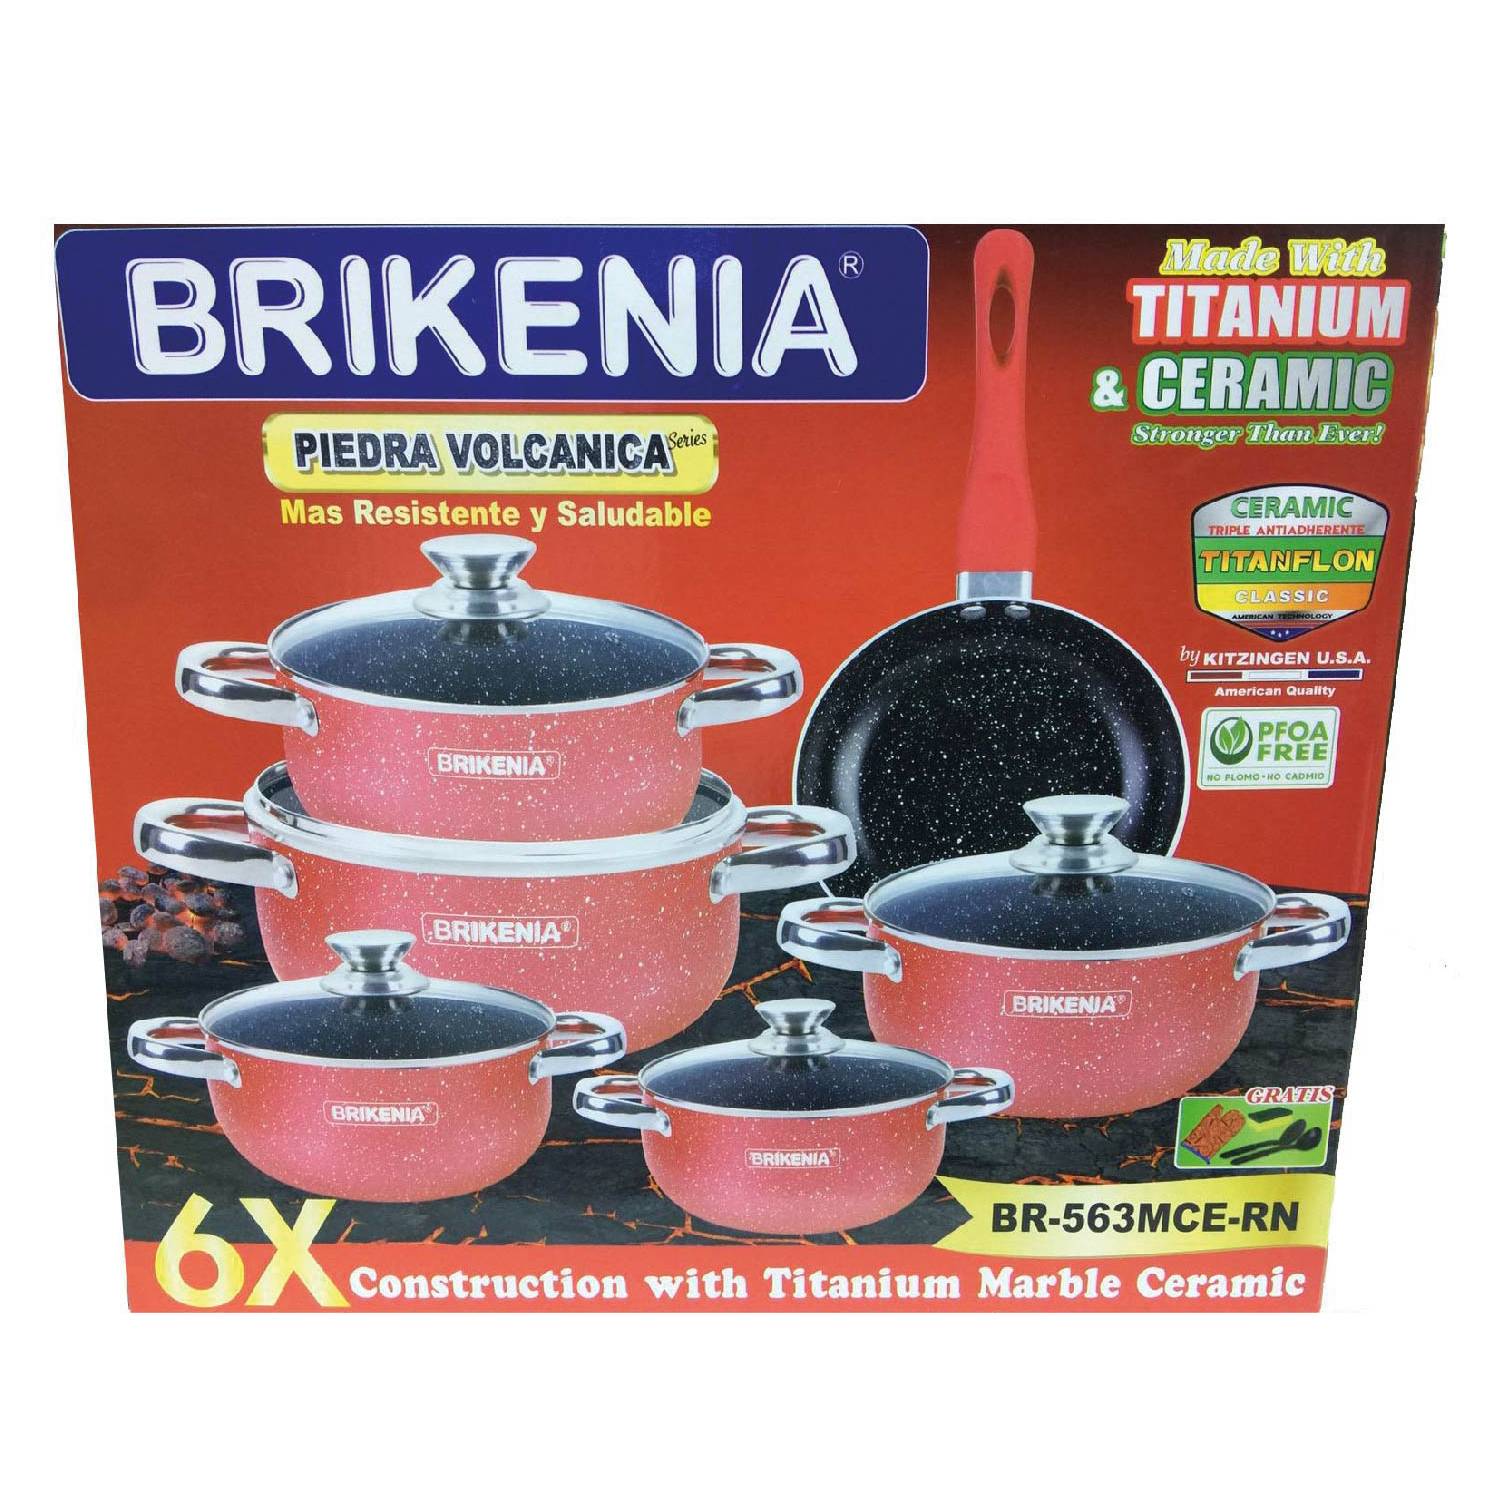 BRIKENIA®
PIEDRA VOLCANICA Series
Mas Resistente y Saludable
Made With
TITANIUM
& CERAMIC
Stronger Than Ever!
CERAMIC
TRIPLE ANTIADHERENTE
TITANFLON
CLASSIC
AMERICAN TECHNOLOGY
by KITZINGEN U.S.A.
American Quality
PFOA
FREE
NO PLOMO - NO CADMIO
BRIKENIA®
BRIKENIA®
BRIKENIA®
BRIKENIA®
BRIKENIA
GRATIS
BR-563MCE-RN
6X Construction with Titanium Marble Ceramic